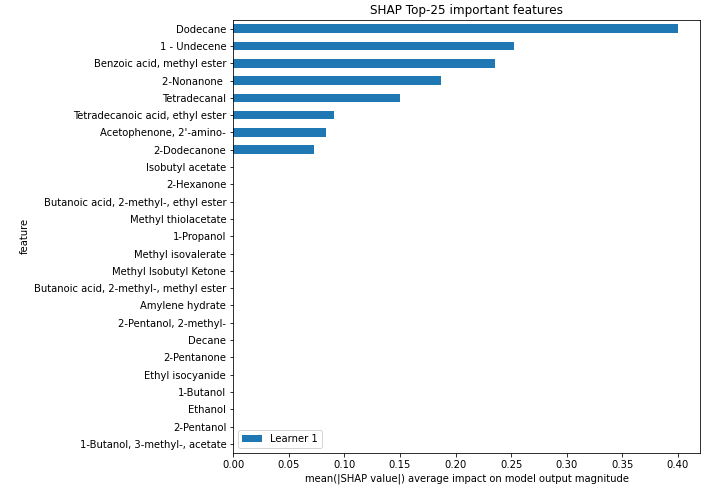 SHAP Top-25 important features
Dodecane
1 - Undecene
Benzoic acid, methyl ester
2-Nonanone
Tetradecanal
Tetradecanoic acid, ethyl ester
Acetophenone, 2'-amino-
2-Dodecanone
Isobutyl acetate
2-Hexanone
Butanoic acid, 2-methyl-, ethyl ester
Methyl thiolacetate
1-Propanol
Methyl isovalerate
Methyl Isobutyl Ketone
Butanoic acid, 2-methyl-, methyl ester
Amylene hydrate
2-Pentanol, 2-methyl-
Decane
2-Pentanone
Ethyl isocyanide
1-Butanol
Ethanol
2-Pentanol
1-Butanol, 3-methyl-, acetate
feature
Learner 1
0.00 0.05 0.10 0.15 0.20 0.25 0.30 0.35 0.40
mean(|SHAP value|) average impact on model output magnitude